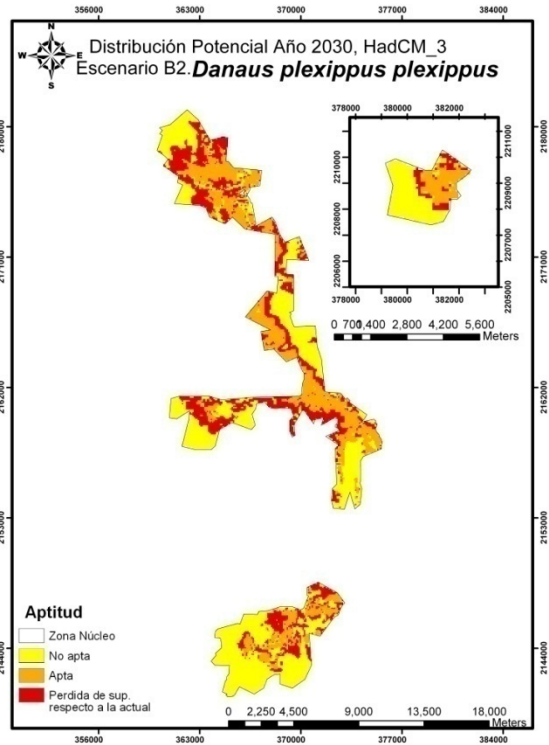 356000 363000 370000 377000 384000
N
W E
S
Distribución Potencial Año 2030, HadCM_3
Escenario B2. Danaus plexippus plexippus
378000 380000 382000
2180000
2171000
2162000
2153000
2144000
2211000
2210000
2209000
2208000
2207000
2206000
2205000
2180000
2171000
2162000
2153000
2144000
378000 380000 382000
0 700 1,400 2,800 4,200 5,600
Meters
Aptitud
Zona Núcleo
No apta
Apta
Perdida de sup.
respecto a la actual
0 2,250 4,500 9,000 13,500 18,000
Meters
356000 363000 370000 377000 384000